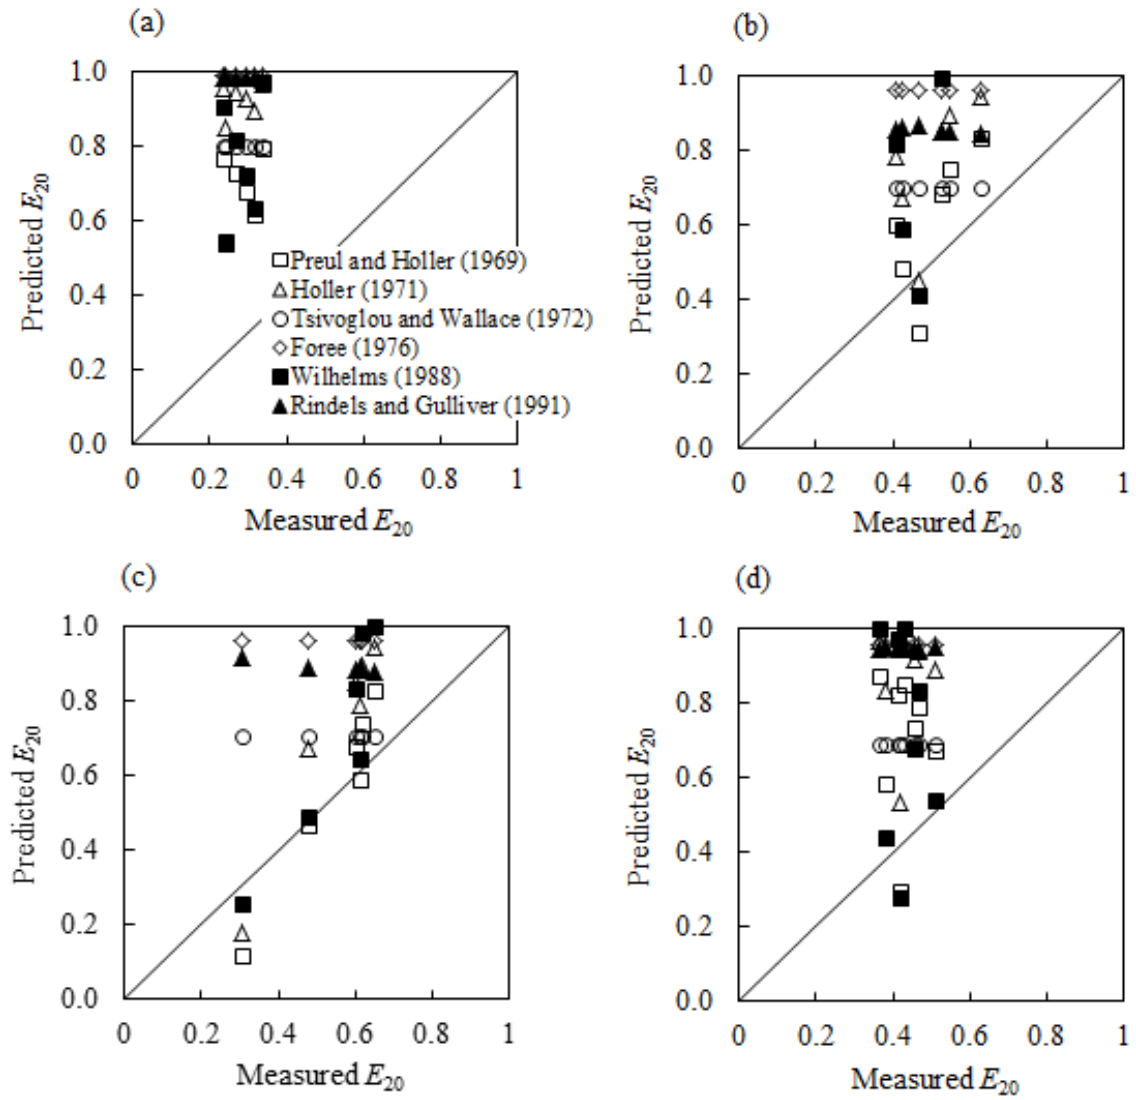 (a)
1.0
0.8
0.6
0.4
0.2
0.0
Predicted E20
0 0.2 0.4 0.6 0.8 1
Measured E20
Preul and Holler (1969)
Holler (1971)
Tsivoglou and Wallace (1972)
Foree (1976)
Wilhelms (1988)
Rindels and Gulliver (1991)
(b)
1.0
0.8
0.6
0.4
0.2
0.0
Predicted E20
0 0.2 0.4 0.6 0.8 1
Measured E20
(c)
1.0
0.8
0.6
0.4
0.2
0.0
Predicted E20
0 0.2 0.4 0.6 0.8 1
Measured E20
(d)
1.0
0.8
0.6
0.4
0.2
0.0
Predicted E20
0 0.2 0.4 0.6 0.8 1
Measured E20